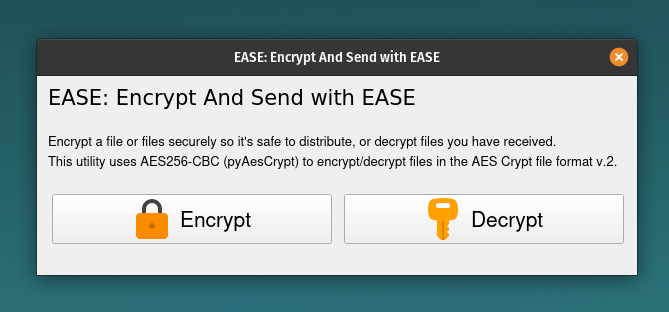 EASE: Encrypt And Send with EASE
EASE: Encrypt And Send with EASE
Encrypt a file or files securely so it's safe to distribute, or decrypt files you have received.
This utility uses AES256-CBC (pyAesCrypt) to encrypt/decrypt files in the AES Crypt file format v.2.
Encrypt
Decrypt